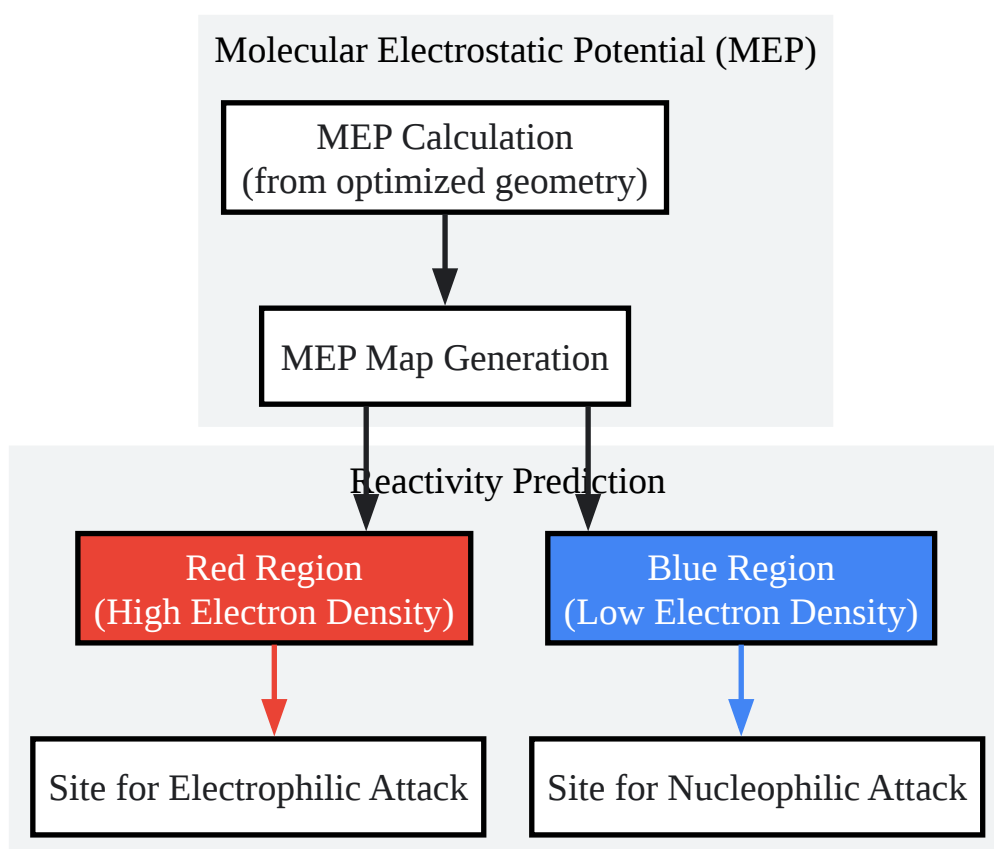 Molecular Electrostatic Potential (MEP)
MEP Calculation
(from optimized geometry)
MEP Map Generation
Reactivity Prediction
Red Region
(High Electron Density)
Blue Region
(Low Electron Density)
Site for Electrophilic Attack
Site for Nucleophilic Attack